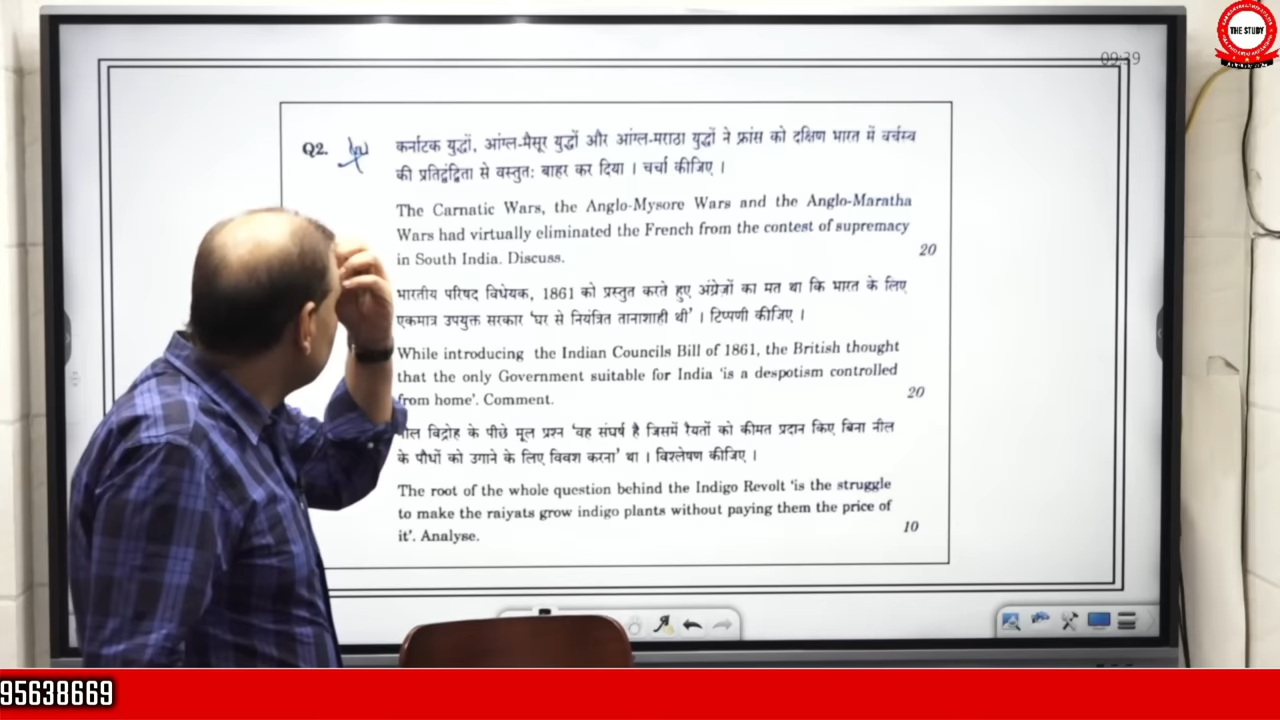 THE STUDY
09:39
Q2.
कर्नाटक युद्धों, आंग्ल-मैसूर युद्धों और आंग्ल-मराठा युद्धों ने फ्रांस को दक्षिण भारत में वर्चस्व
की प्रतिद्वंद्विता से वस्तुतः बाहर कर दिया । चर्चा कीजिए ।
The Carnatic Wars, the Anglo-Mysore Wars and the Anglo-Maratha
Wars had virtually eliminated the French from the contest of supremacy
in South India. Discuss.
20
भारतीय परिषद विधेयक, 1861 को प्रस्तुत करते हुए अंग्रेज़ों का मत था कि भारत के लिए
एकमात्र उपयुक्त सरकार 'घर से नियंत्रित तानाशाही थी' । टिप्पणी कीजिए ।
While introducing the Indian Councils Bill of 1861, the British thought
that the only Government suitable for India 'is a despotism controlled
from home'. Comment.
20
नील विद्रोह के पीछे मूल प्रश्न 'वह संघर्ष है जिसमें रैयतों को कीमत प्रदान किए बिना नील
के पौधों को उगाने के लिए विवश करना' था । विश्लेषण कीजिए ।
The root of the whole question behind the Indigo Revolt 'is the struggle
to make the raiyats grow indigo plants without paying them the price of
it'. Analyse.
10
95638669